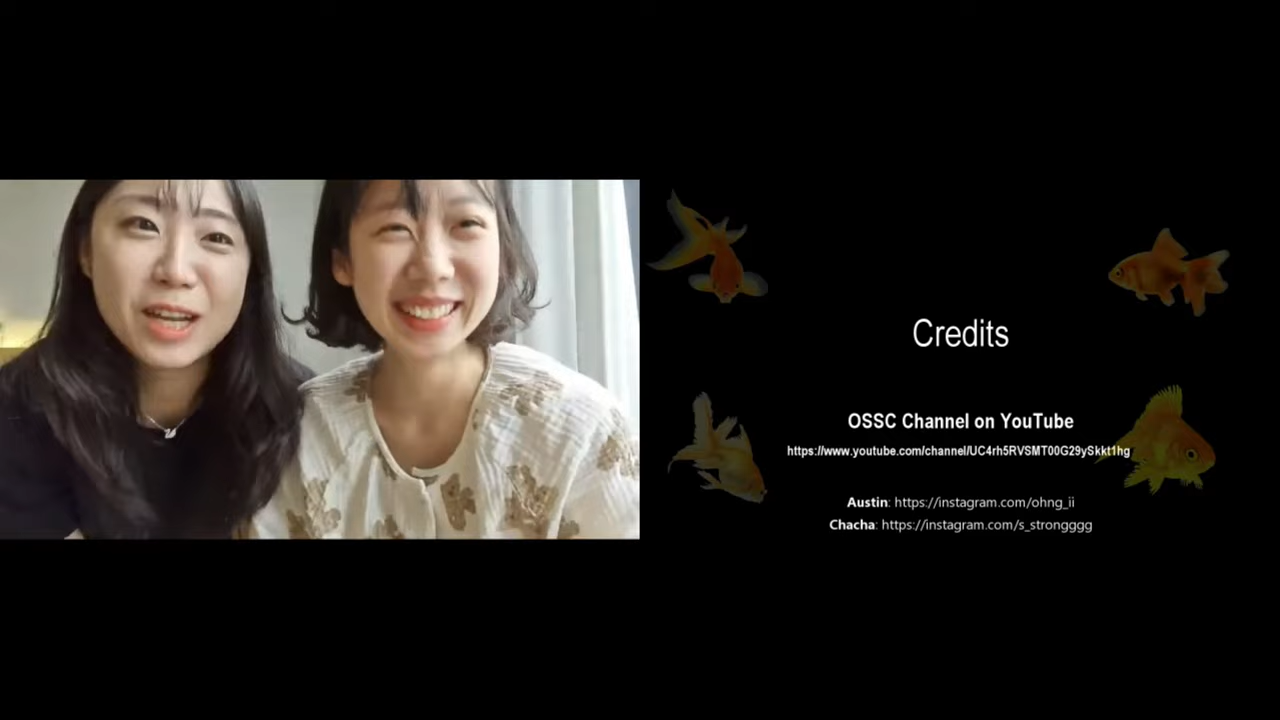 Credits
OSSC Channel on YouTube
https://www.youtube.com/channel/UC4rh5RVSMT00G29ySkkt1hg
Austin: https://instagram.com/ohng_ii
Chacha: https://instagram.com/s_strongggg